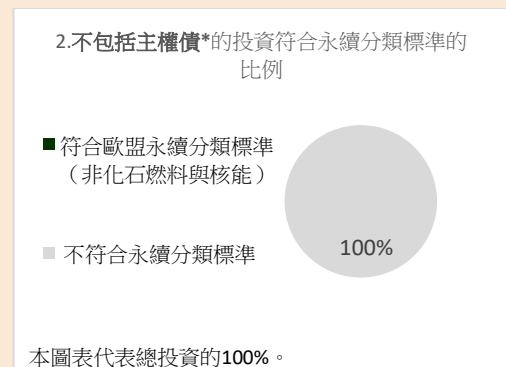 2.不包括主權債*的投資符合永續分類標準的
比例
符合歐盟永續分類標準
（非化石燃料與核能）
不符合永續分類標準
100%
本圖表代表總投資的100%。